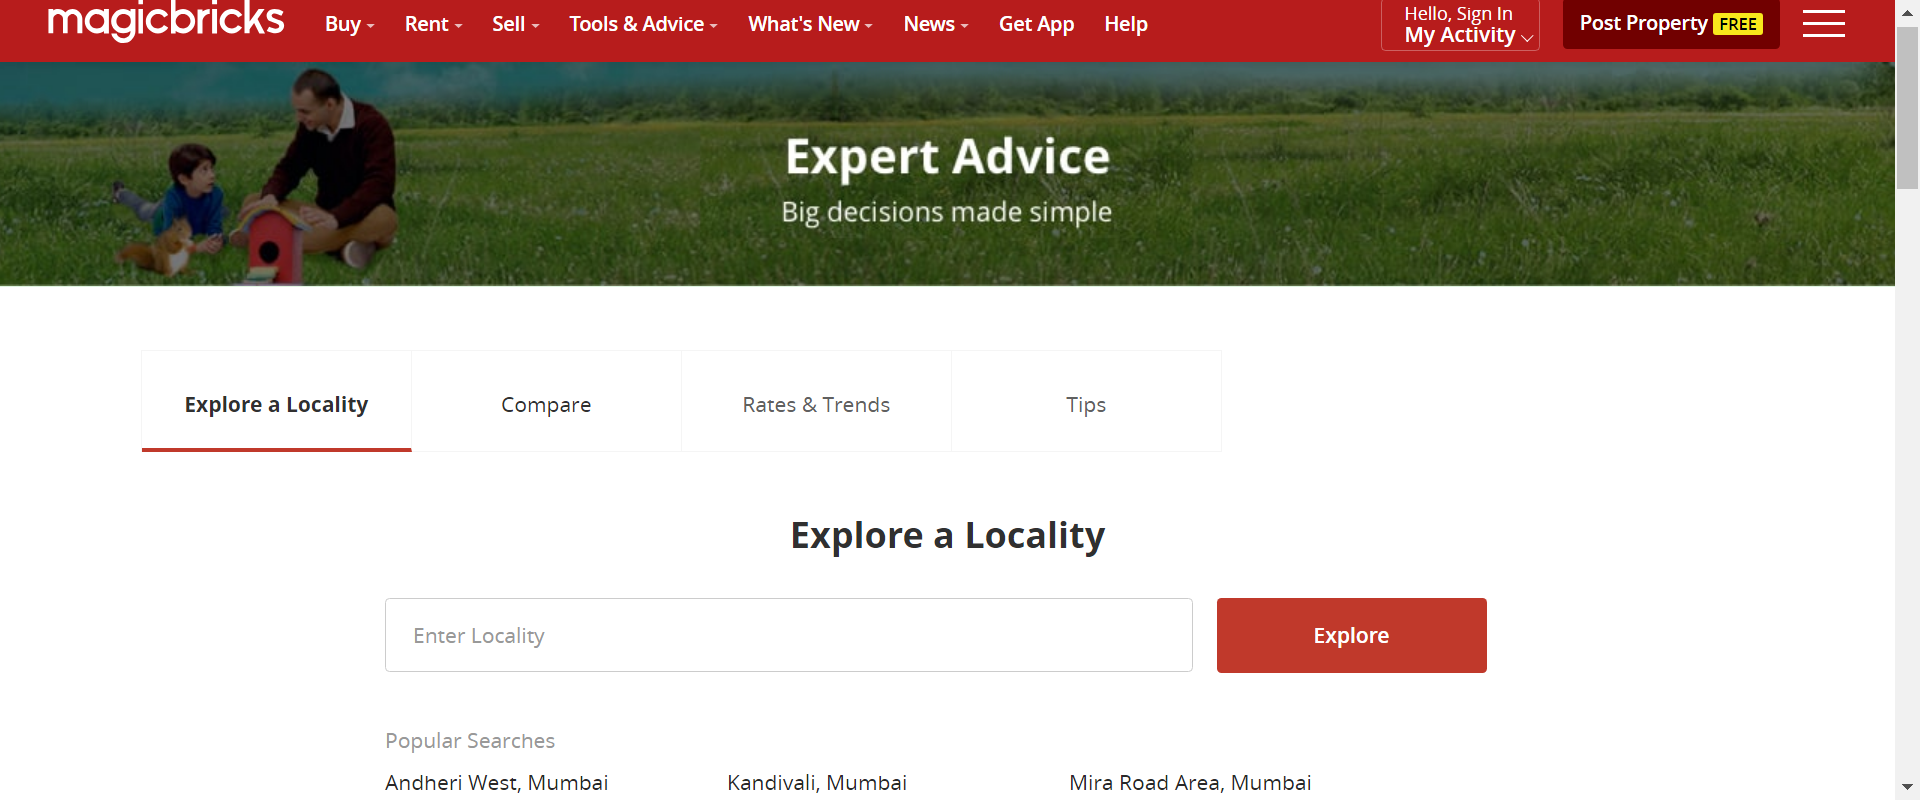 magicbricks
Buy Rent Sell Tools & Advice What's New News Get App Help
Hello, Sign In
My Activity
Post Property FREE
Expert Advice
Big decisions made simple
Explore a Locality Compare Rates & Trends Tips
Explore a Locality
Enter Locality
Explore
Popular Searches
Andheri West, Mumbai Kandivali, Mumbai Mira Road Area, Mumbai